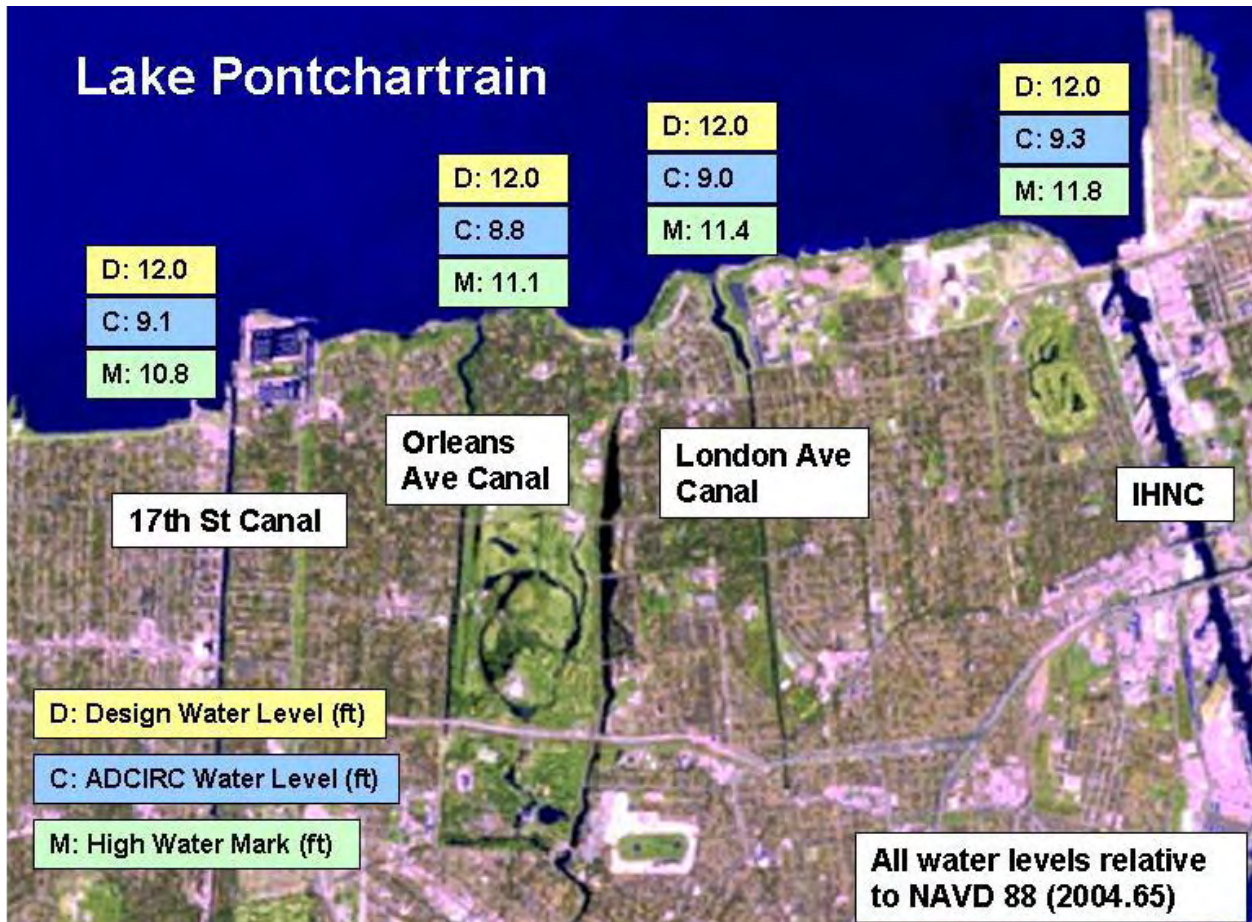 Lake Pontchartrain
D: 12.0
C: 9.1
M: 10.8
D: 12.0
C: 8.8
M: 11.1
D: 12.0
C: 9.0
M: 11.4
D: 12.0
C: 9.3
M: 11.8
17th St Canal
Orleans
Ave Canal
London Ave
Canal
IHNC
D: Design Water Level (ft)
C: ADCIRC Water Level (ft)
M: High Water Mark (ft)
All water levels relative
to NAVD 88 (2004.65)